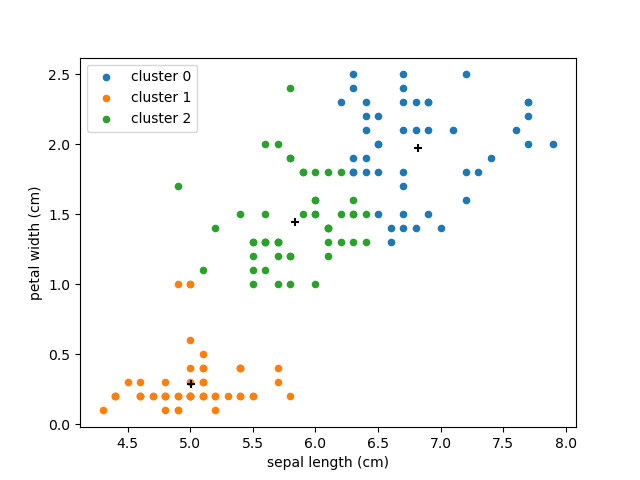 cluster 0
cluster 1
cluster 2
petal width (cm)
2.5
2.0
1.5
1.0
0.5
0.0
4.5 5.0 5.5 6.0 6.5 7.0 7.5 8.0
sepal length (cm)